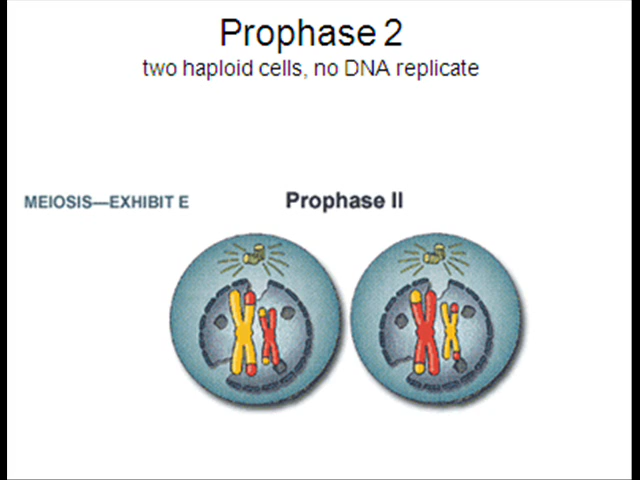 Prophase 2
two haploid cells, no DNA replicate
MEIOSIS—EXHIBIT E
Prophase II